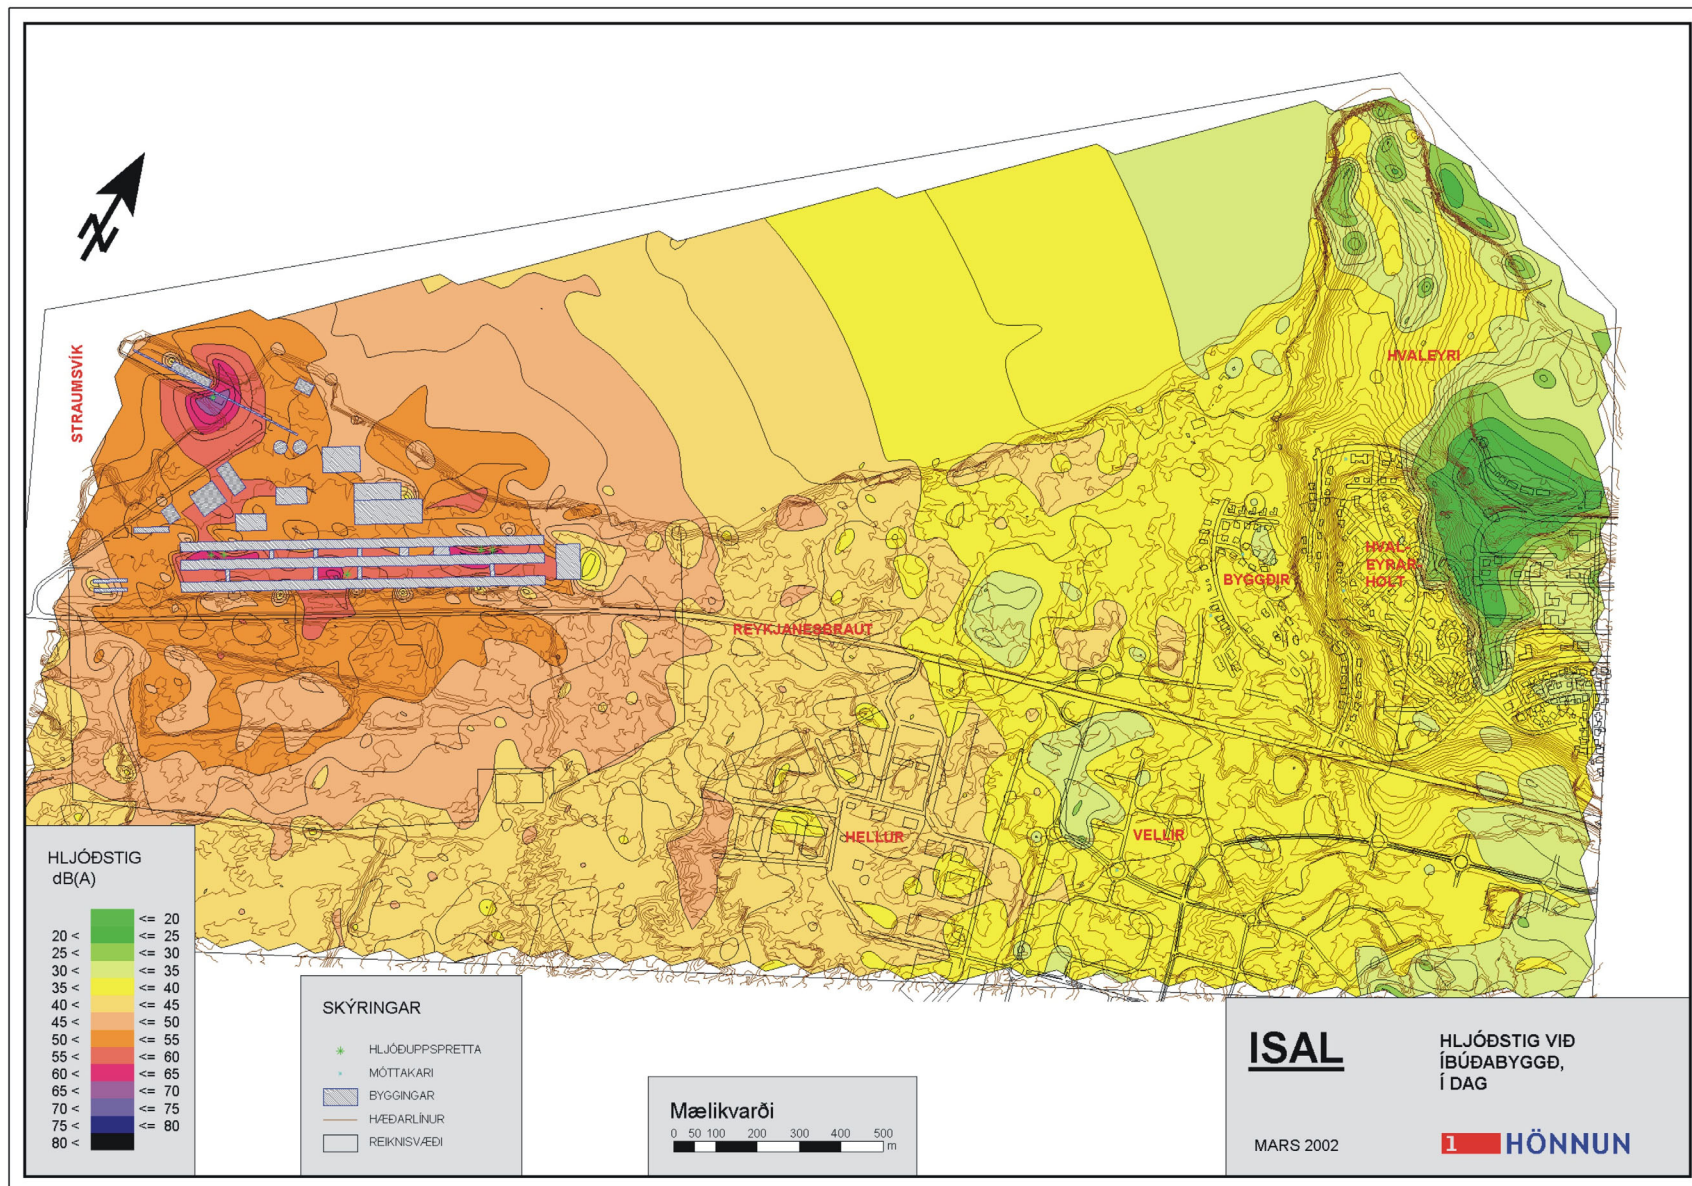 STRAUMSVÍK
HVALEYRI
HVAL-
EYRAR-
HOLT
BYGGÐIR
REYKJANESBRAUT
HELLUR
VELLIR
N
HLJÓÐSTIG
dB(A)
<= 20
20 < <= 25
25 < <= 30
30 < <= 35
35 < <= 40
40 < <= 45
45 < <= 50
50 < <= 55
55 < <= 60
60 < <= 65
65 < <= 70
70 < <= 75
75 < <= 80
80 <
SKÝRINGAR
HLJÓÐUPPSPRETTA
MÓTTAKARI
BYGGINGAR
HÆÐARLÍNUR
REIKNISVÆÐI
Mælikvarði
0 50 100 200 300 400 500
m
ISAL
HLJÓÐSTIG VIÐ
ÍBÚÐABYGGÐ,
Í DAG
MARS 2002
1 HÖNNUN